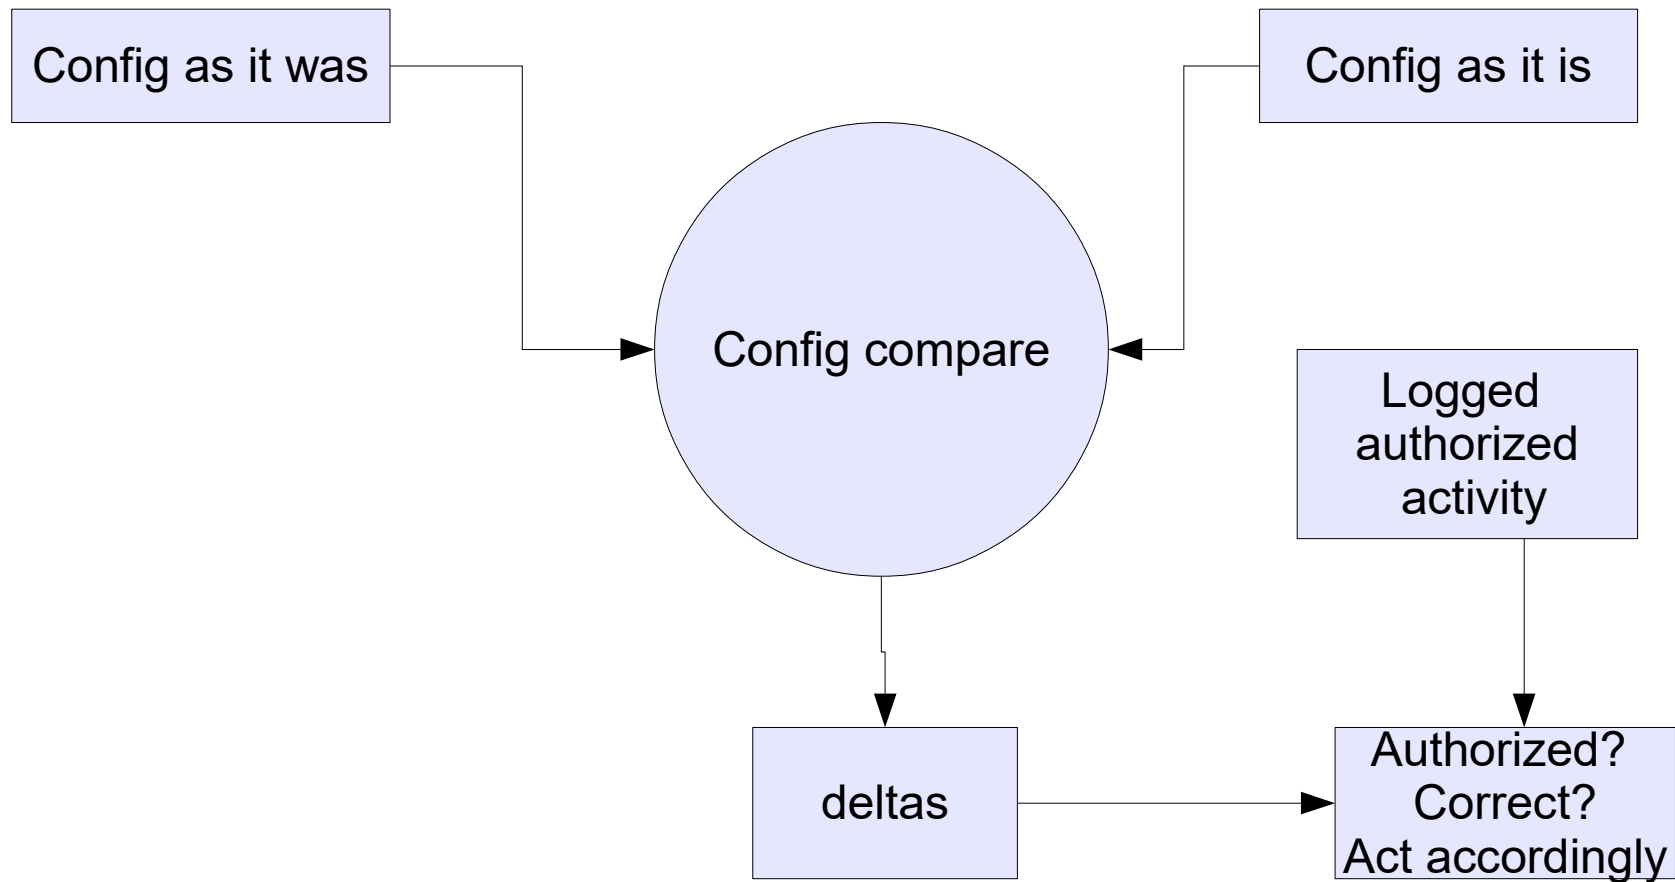 Config as it was
Config as it is
Config compare
Logged
authorized
activity
deltas
Authorized?
Correct?
Act accordingly